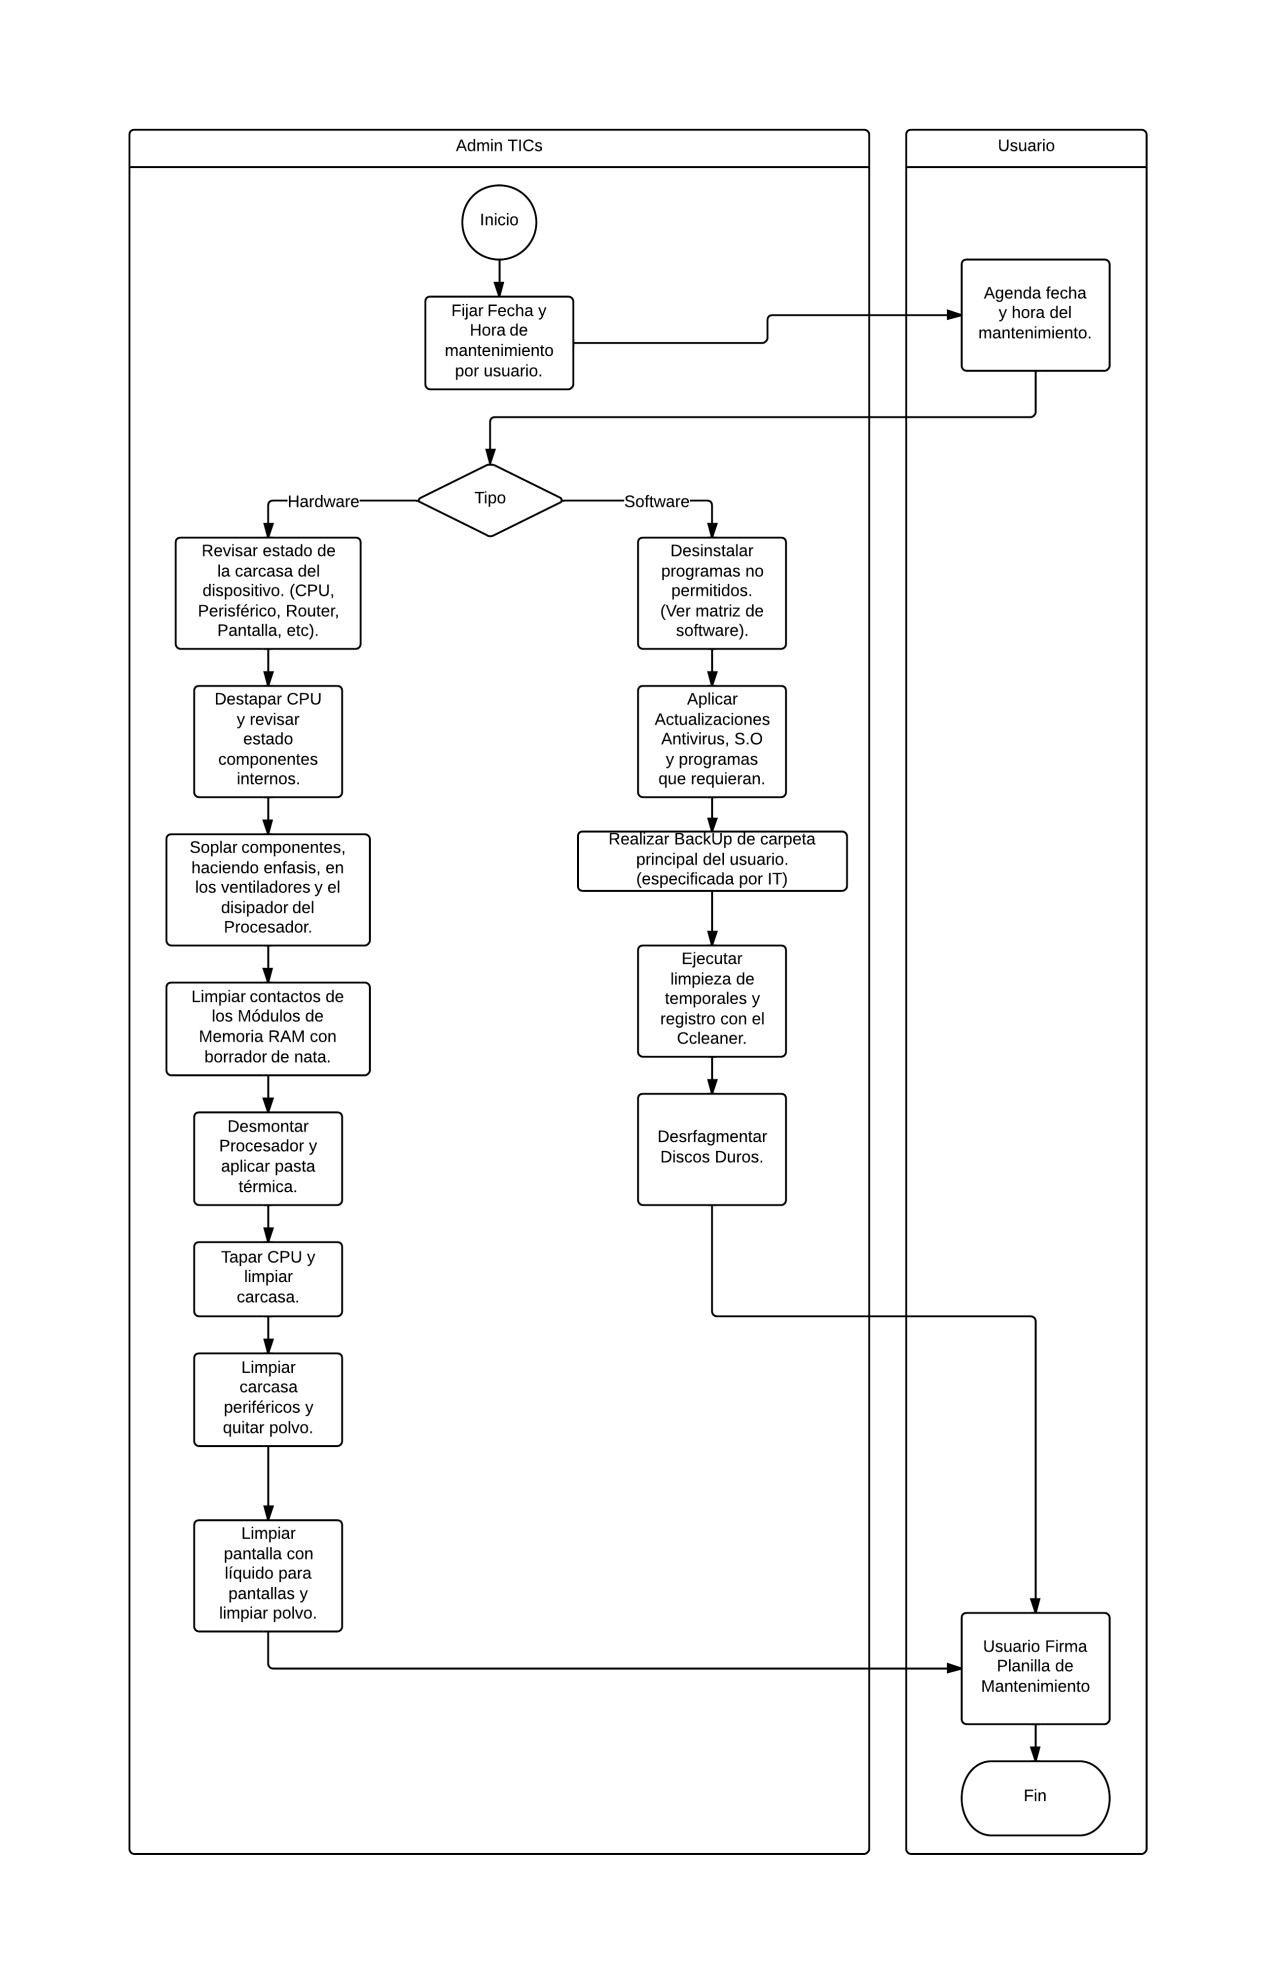 Admin TICs
Usuario
Inicio
Fijar Fecha y
Hora de
mantenimiento
por usuario.
Agenda fecha
y hora del
mantenimiento.
Tipo
Hardware
Software
Revisar estado de
la carcasa del
dispositivo. (CPU,
Perisférico, Router,
Pantalla, etc).
Destapar CPU
y revisar
estado
componentes
internos.
Soplar componentes,
haciendo enfasis, en
los ventiladores y el
disipador del
Procesador.
Limpiar contactos de
los Módulos de
Memoria RAM con
borrador de nata.
Desmontar
Procesador y
aplicar pasta
térmica.
Tapar CPU y
limpiar
carcasa.
Limpiar
carcasa
periféricos y
quitar polvo.
Limpiar
pantalla con
líquido para
pantallas y
limpiar polvo.
Desinstalar
programas no
permitidos.
(Ver matriz de
software).
Aplicar
Actualizaciones
Antivirus, S.O
y programas
que requieran.
Realizar BackUp de carpeta
principal del usuario.
(especificada por IT)
Ejecutar
limpieza de
temporales y
registro con el
Ccleaner.
Desrfagmentar
Discos Duros.
Usuario Firma
Planilla de
Mantenimiento
Fin